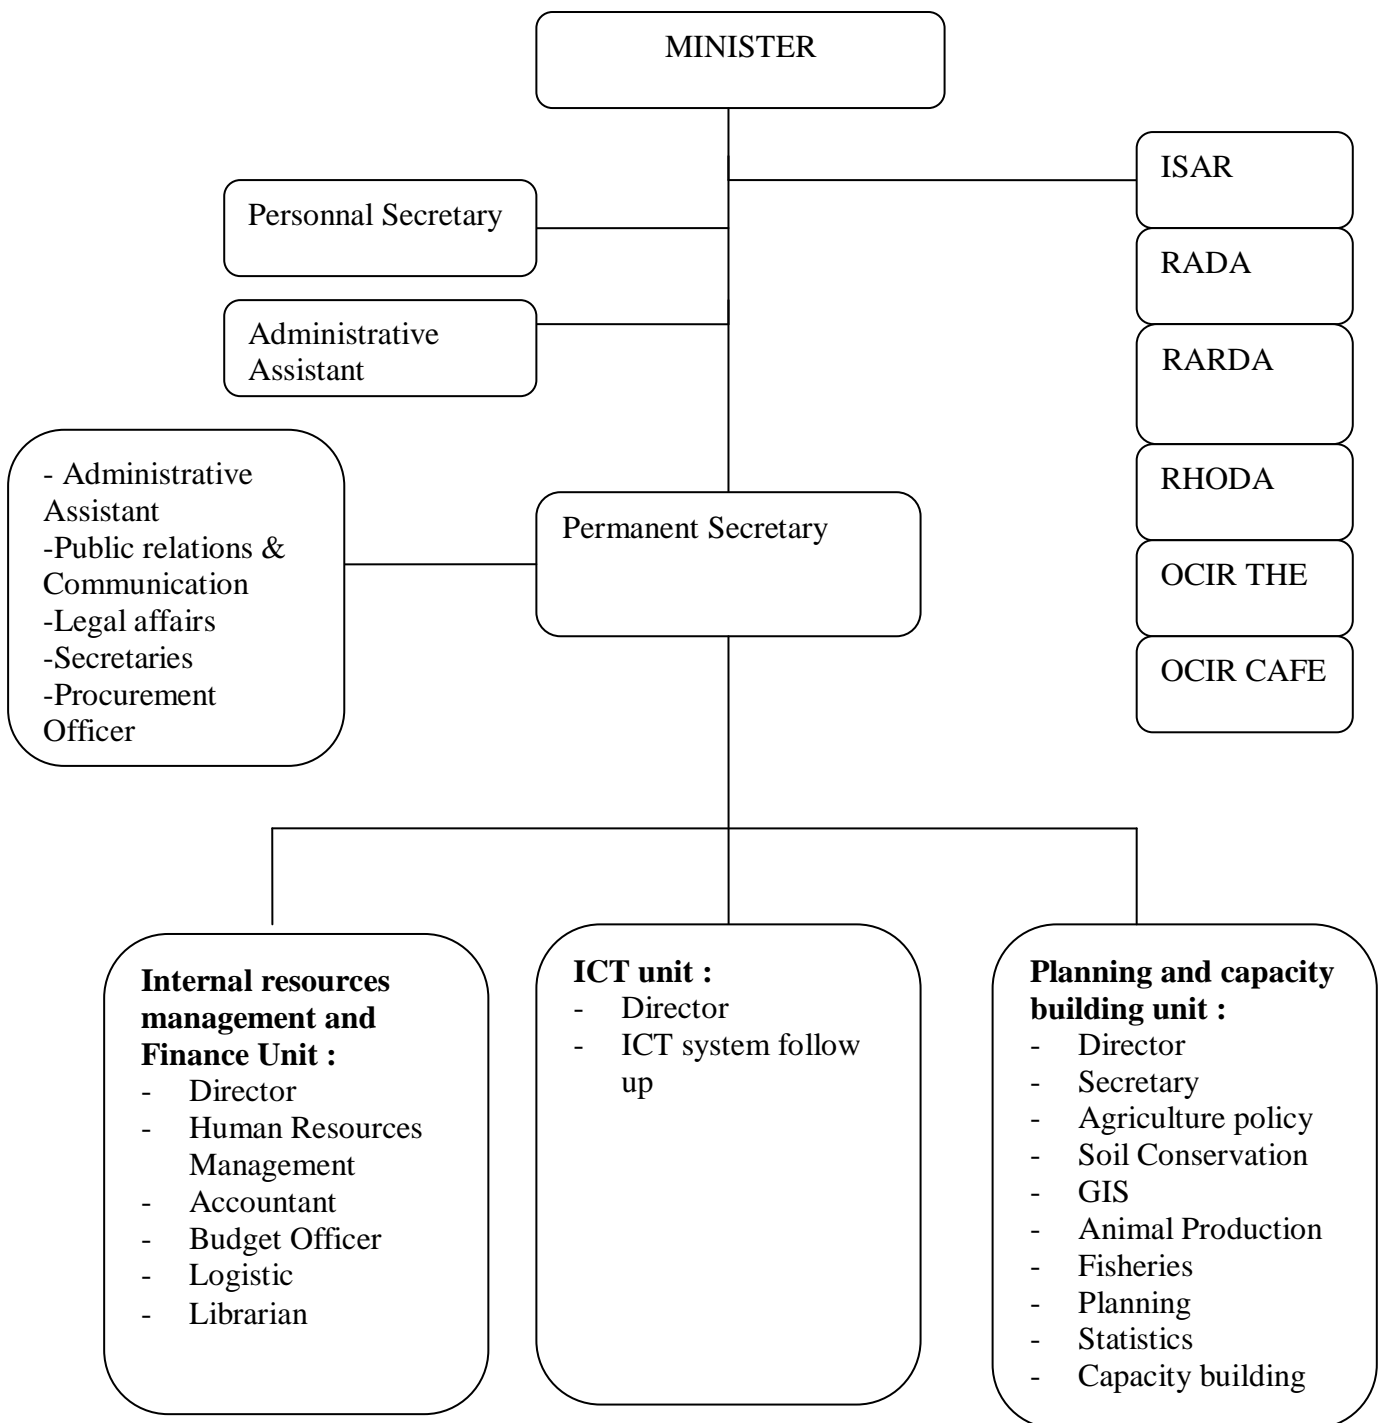 MINISTER
ISAR
Personnal Secretary
RADA
Administrative
Assistant
RARDA
- Administrative
Assistant
-Public relations &
Communication
-Legal affairs
-Secretaries
-Procurement
Officer
Permanent Secretary
RHODA
OCIR THE
OCIR CAFE
Internal resources
management and
Finance Unit :
- Director
- Human Resources
Management
- Accountant
- Budget Officer
- Logistic
- Librarian
ICT unit :
- Director
- ICT system follow
up
Planning and capacity
building unit :
- Director
- Secretary
- Agriculture policy
- Soil Conservation
- GIS
- Animal Production
- Fisheries
- Planning
- Statistics
- Capacity building